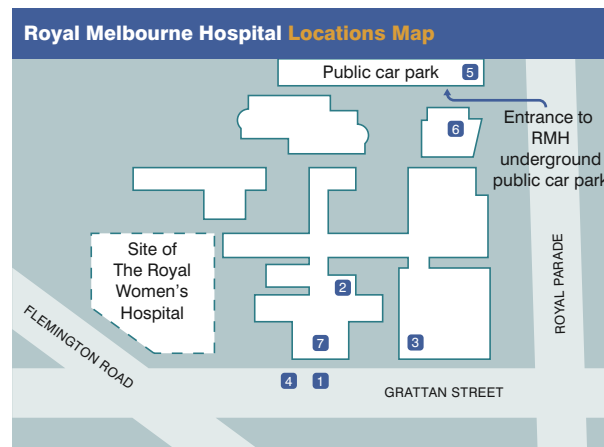 Royal Melbourne Hospital Locations Map
Public car park 5
6
Entrance to
RMH
underground
public car park
Site of
The Royal
Women's
Hospital
2
7
3
4 1
FLEMINGTON ROAD
GRATTAN STREET
ROYAL PARADE